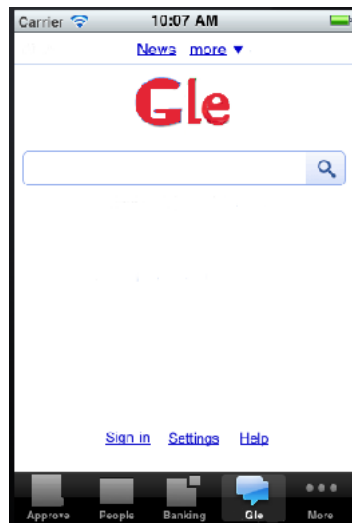 Carrier 10:07 AM
News more ▼
Gle
Sign in Settings Help
Approve People Banking Gle More